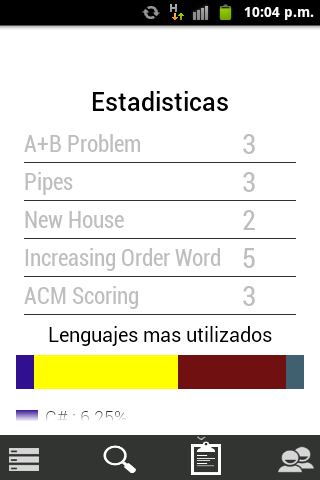 H
10:04 p.m.
Estadisticas
A+B Problem 3
Pipes 3
New House 2
Increasing Order Word 5
ACM Scoring 3
Lenguajes mas utilizados
C# : 6.25%